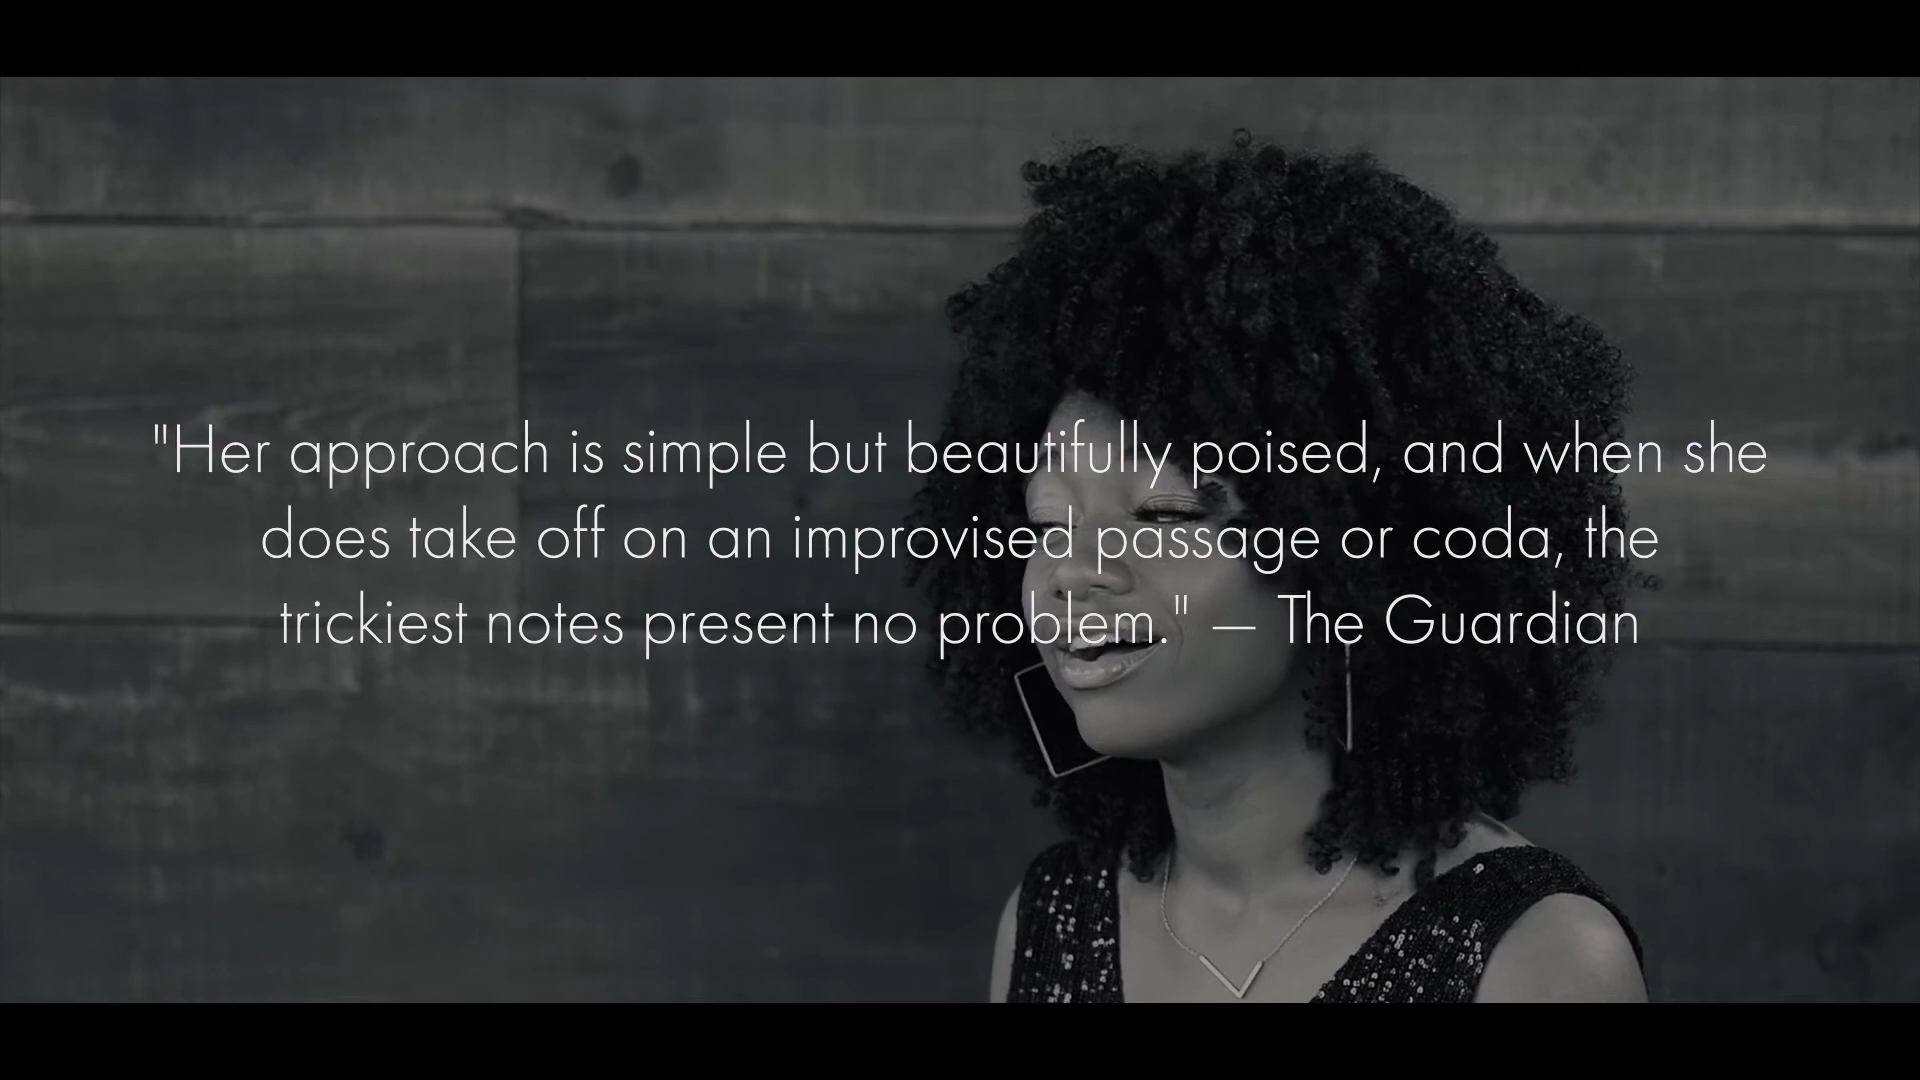 "Her approach is simple but beautifully poised, and when she
does take off on an improvised passage or coda, the
trickiest notes present no problem." — The Guardian